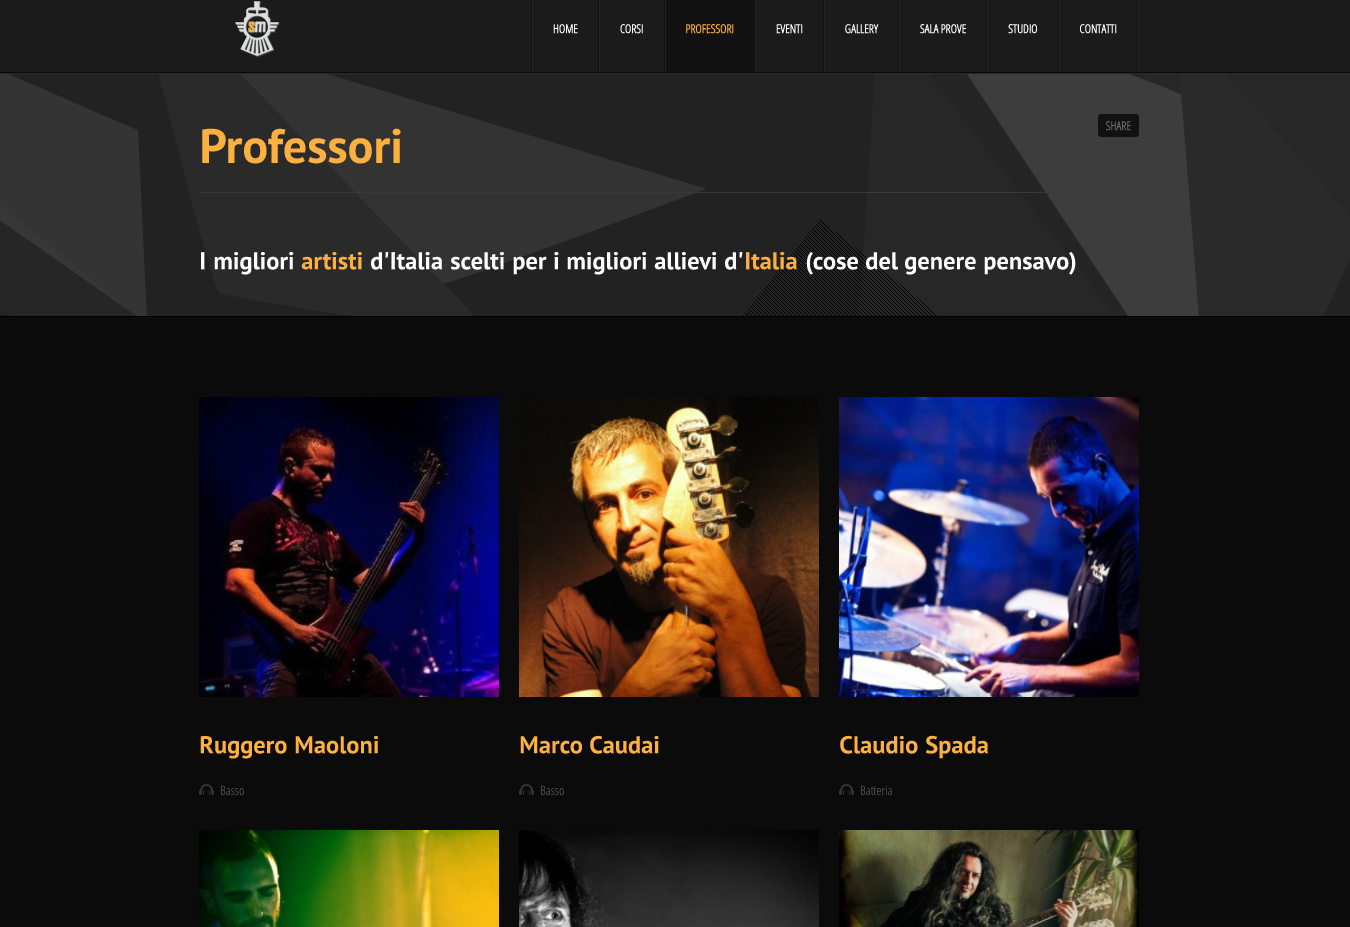 sm
HOME
CORSI
PROFESSORI
EVENTI
GALLERY
SALA PROVE
STUDIO
CONTATTI
Professori
SHARE
I migliori artisti d'Italia scelti per i migliori allievi d'Italia (cose del genere pensavo)
Ruggero Maoloni
Marco Caudai
Claudio Spada
Basso
Basso
Batteria